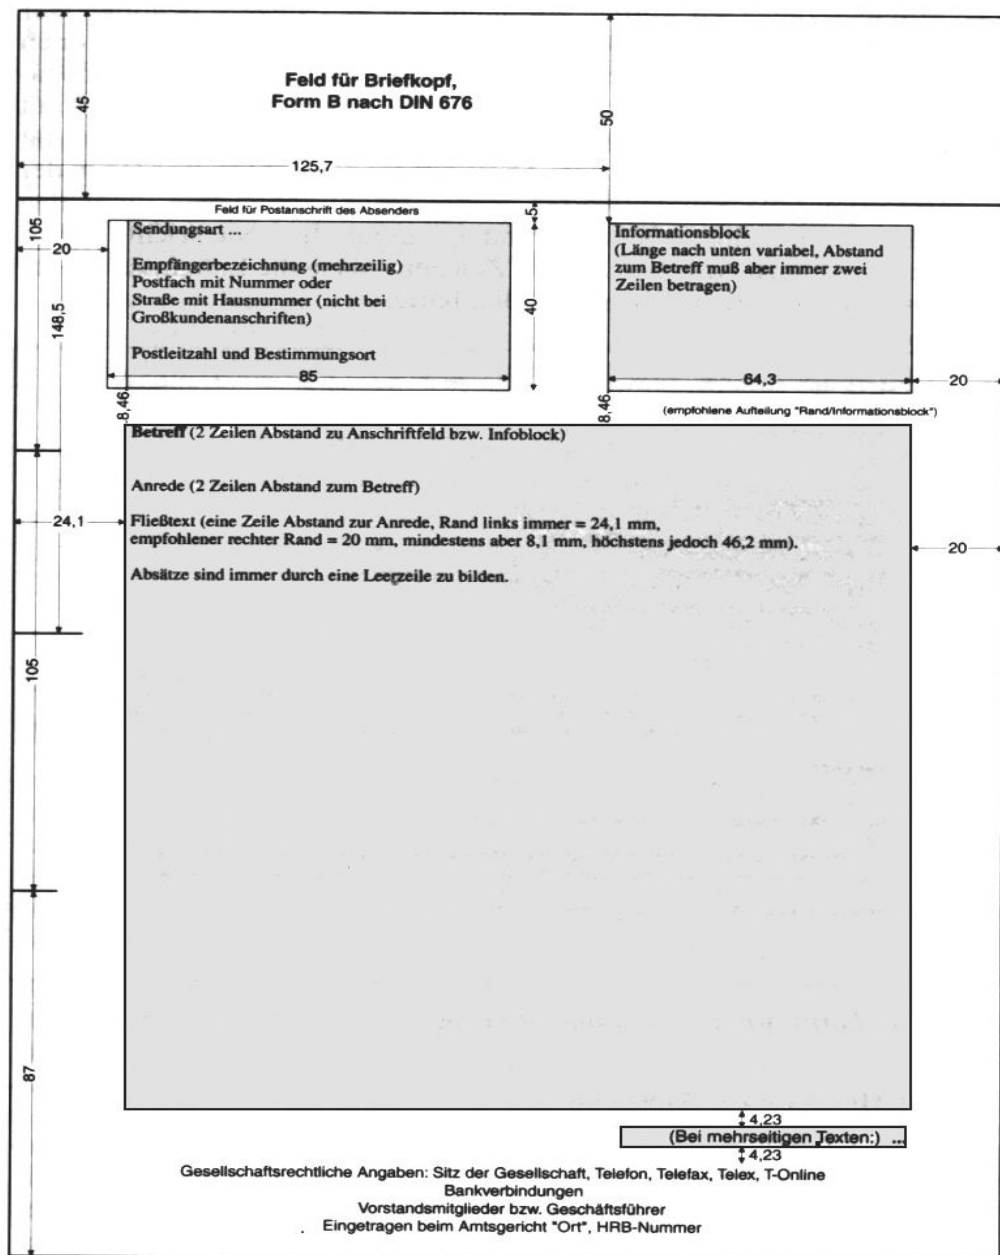 Feld für Briefkopf,
Form B nach DIN 676
45
50
125,7
Feld für Postanschrift des Absenders
5
105
20
148,5
Sendungsart ...
Empfängerbezeichnung (mehrzeilig)
Postfach mit Nummer oder
Straße mit Hausnummer (nicht bei
Großkundenanschriften)
Postleitzahl und Bestimmungsort
85
40
Informationsblock
(Länge nach unten variabel, Abstand
zum Betreff muß aber immer zwei
Zeilen betragen)
64,3
20
8,46
8,46
(empfohlene Aufteilung "Rand/Informationsblock")
Betreff (2 Zeilen Abstand zu Anschriftfeld bzw. Infoblock)
Anrede (2 Zeilen Abstand zum Betreff)
24,1
Fließtext (eine Zeile Abstand zur Anrede, Rand links immer = 24,1 mm,
empfohlener rechter Rand = 20 mm, mindestens aber 8,1 mm, höchstens jedoch 46,2 mm).
20
Absätze sind immer durch eine Leerzeile zu bilden.
105
87
4,23
(Bei mehrseitigen Texten:) ...
4,23
Gesellschaftsrechtliche Angaben: Sitz der Gesellschaft, Telefon, Telefax, Telex, T-Online
Bankverbindungen
Vorstandsmitglieder bzw. Geschäftsführer
Eingetragen beim Amtsgericht "Ort", HRB-Nummer